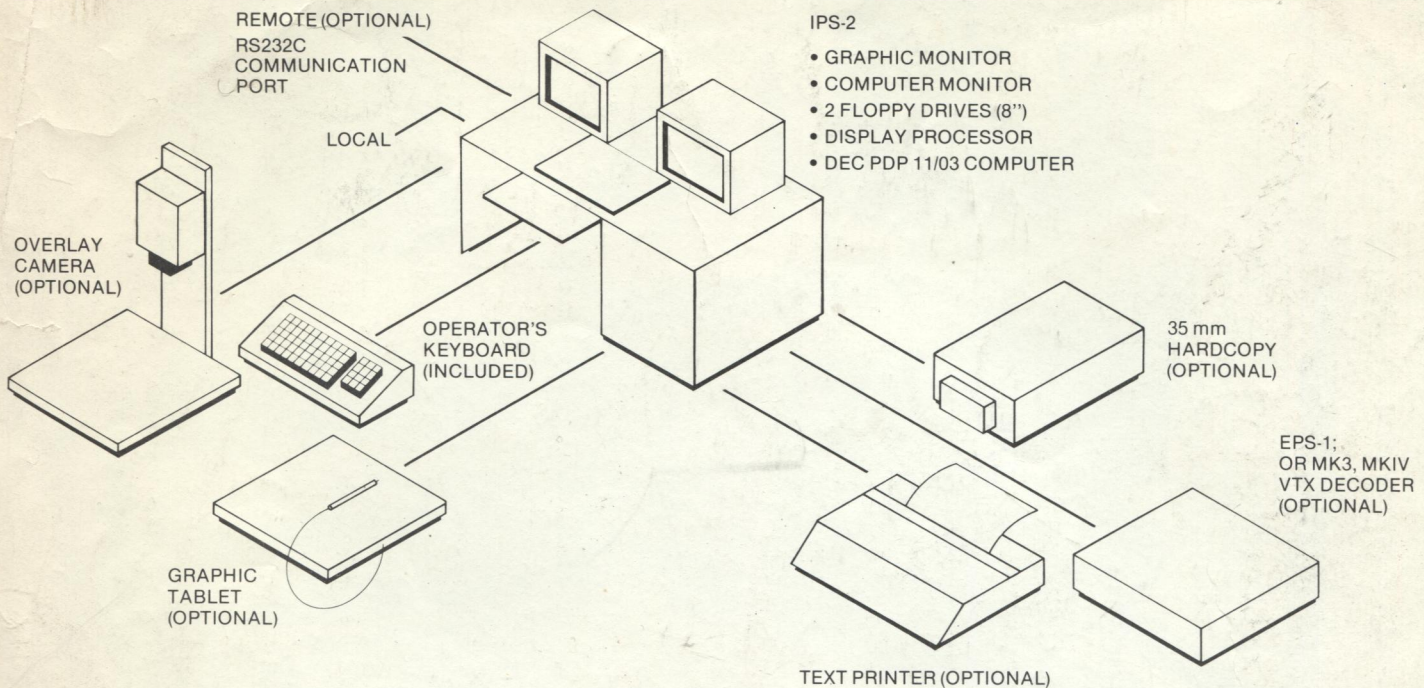 REMOTE (OPTIONAL)
RS232C
COMMUNICATION
PORT
LOCAL
IPS-2
• GRAPHIC MONITOR
• COMPUTER MONITOR
• 2 FLOPPY DRIVES (8'')
• DISPLAY PROCESSOR
• DEC PDP 11/03 COMPUTER
OVERLAY
CAMERA
(OPTIONAL)
OPERATOR'S
KEYBOARD
(INCLUDED)
35 mm
HARDCOPY
(OPTIONAL)
EPS-1;
OR MK3, MKIV
VTX DECODER
(OPTIONAL)
GRAPHIC
TABLET
(OPTIONAL)
TEXT PRINTER (OPTIONAL)